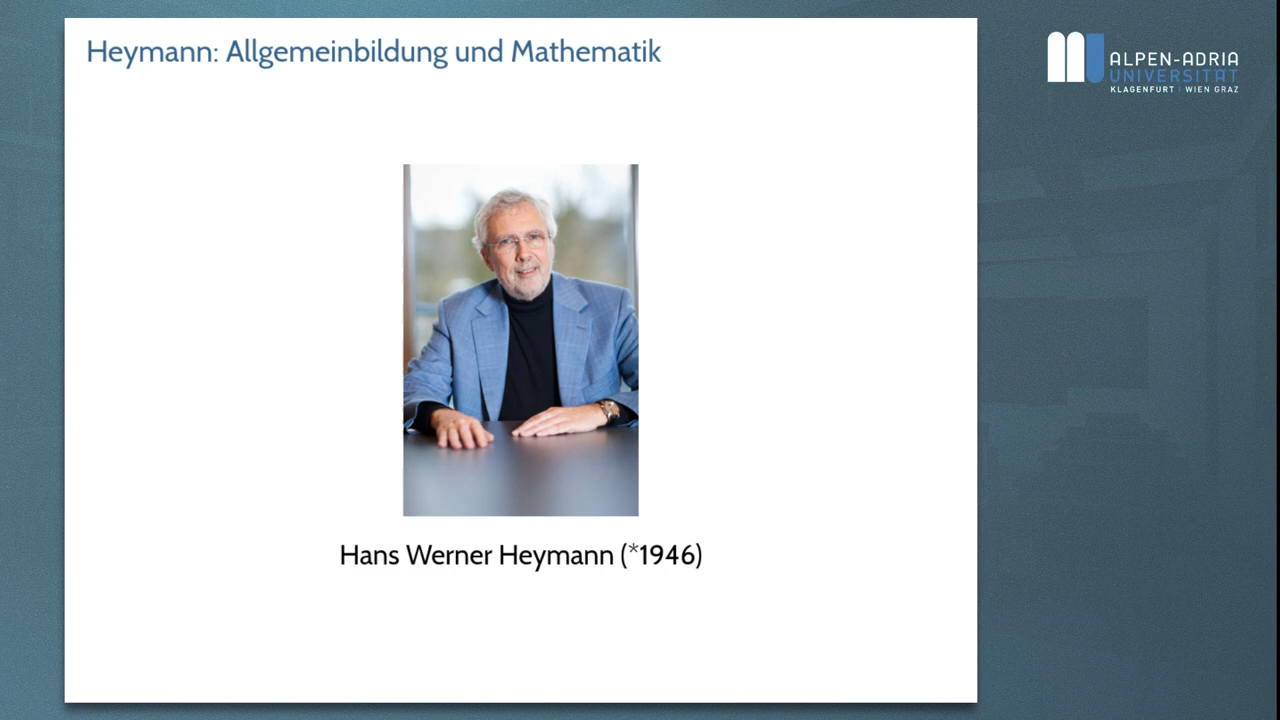 Heymann: Allgemeinbildung und Mathematik
ALPEN-ADRIA
UNIVERSITÄT
KLAGENFURT | WIEN GRAZ
Hans Werner Heymann (*1946)